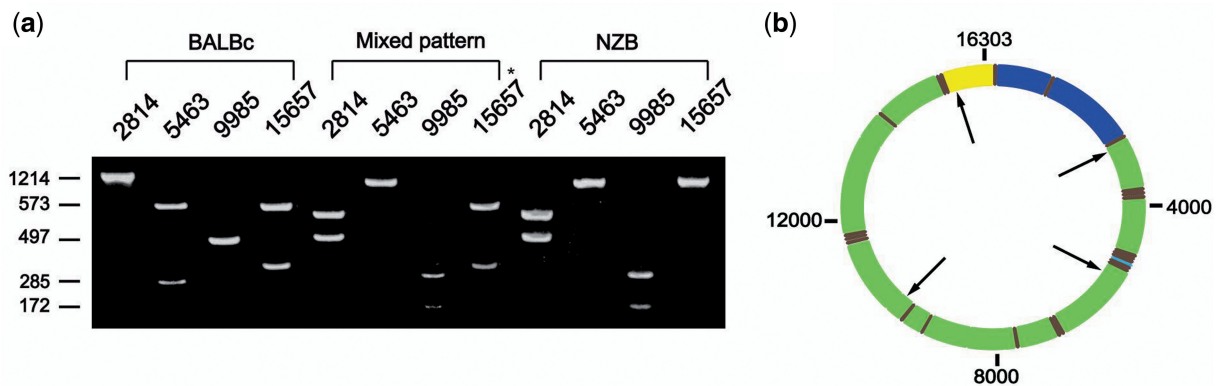 (a)
BALBc
Mixed pattern
NZB
2814 5463 9985 15657 2814 5463 9985 15657* 2814 5463 9985 15657
1214
573
497
285
172
(b)
16303
4000
12000
8000